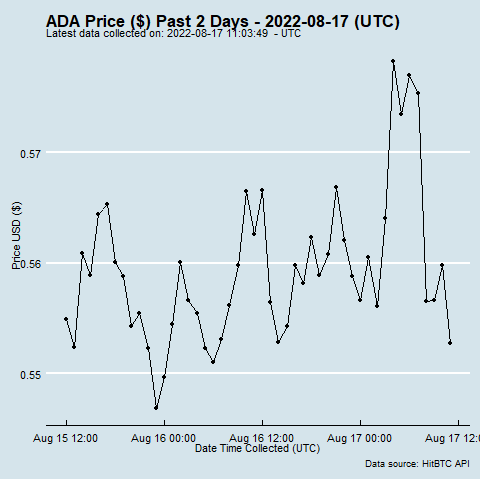 ADA Price ($) Past 2 Days - 2022-08-17 (UTC)
Latest data collected on: 2022-08-17 11:03:49 - UTC
Price USD ($)
0.57
0.56
0.55
Aug 15 12:00 Aug 16 00:00 Aug 16 12:00 Aug 17 00:00 Aug 17 12:0
Date Time Collected (UTC)
Data source: HitBTC API